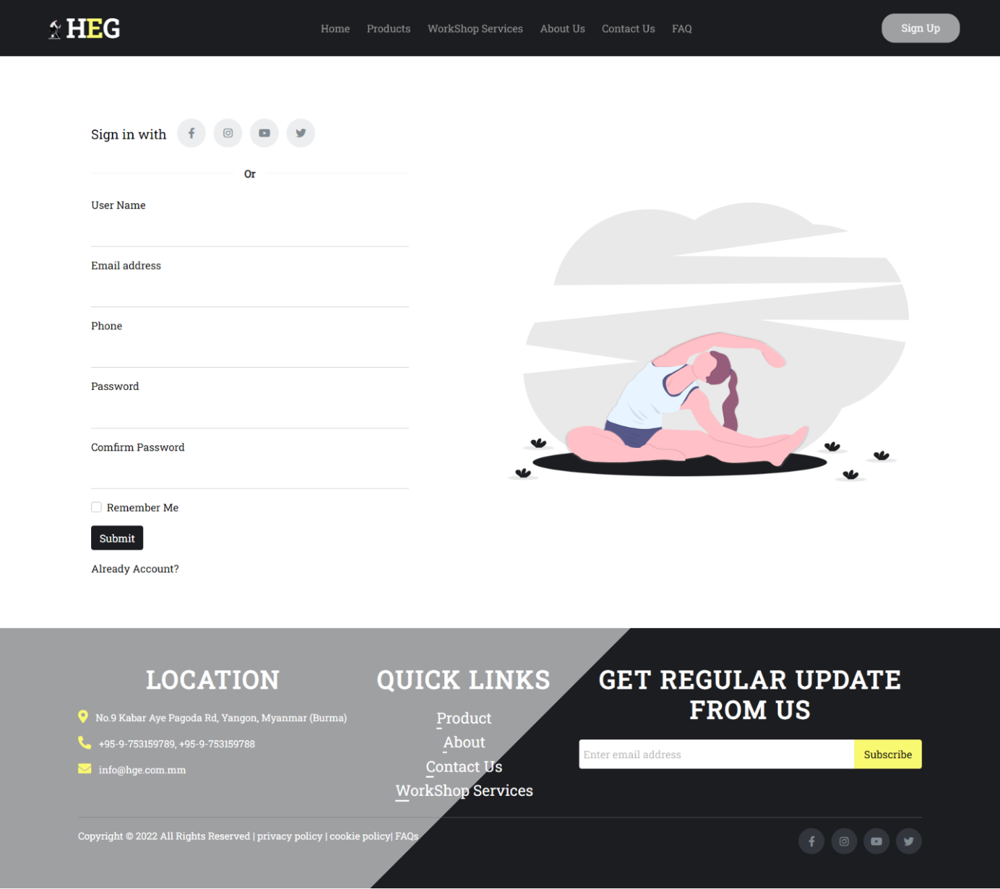 HEG
Home Products WorkShop Services About Us Contact Us FAQ
Sign Up
Sign in with
Or
User Name
Email address
Phone
Password
Comfirm Password
Remember Me
Submit
Already Account?
LOCATION
No.9 Kabar Aye Pagoda Rd, Yangon, Myanmar (Burma)
+95-9-753159789, +95-9-753159788
info@hge.com.mm
QUICK LINKS
Product
About
Contact Us
WorkShop Services
GET REGULAR UPDATE
FROM US
Enter email address
Subscribe
Copyright © 2022 All Rights Reserved | privacy policy | cookie policy| FAQs